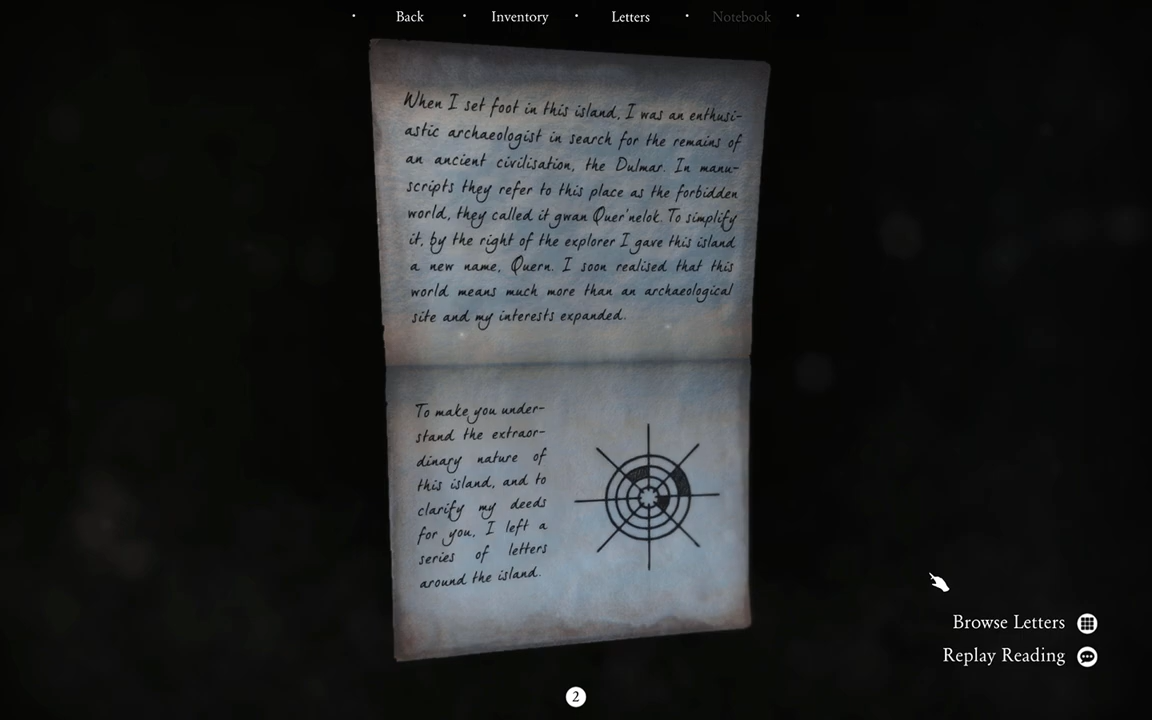 Back
Inventory
Letters
Notebook
When I set foot in this island, I was an enthusi-
astic archaeologist in search for the remains of
an ancient civilisation, the Dulmar. In manu-
scripts they refer to this place as the forbidden
world, they called it gwan Quer'nelok. To simplify
it, by the right of the explorer I gave this island
a new name, Quern. I soon realised that this
world means much more than an archaeological
site and my interests expanded.
To make you under-
stand the extraor-
dinary nature of
this island, and to
clarify my deeds
for you, I left a
series of letters
around the island.
Browse Letters
Replay Reading
2